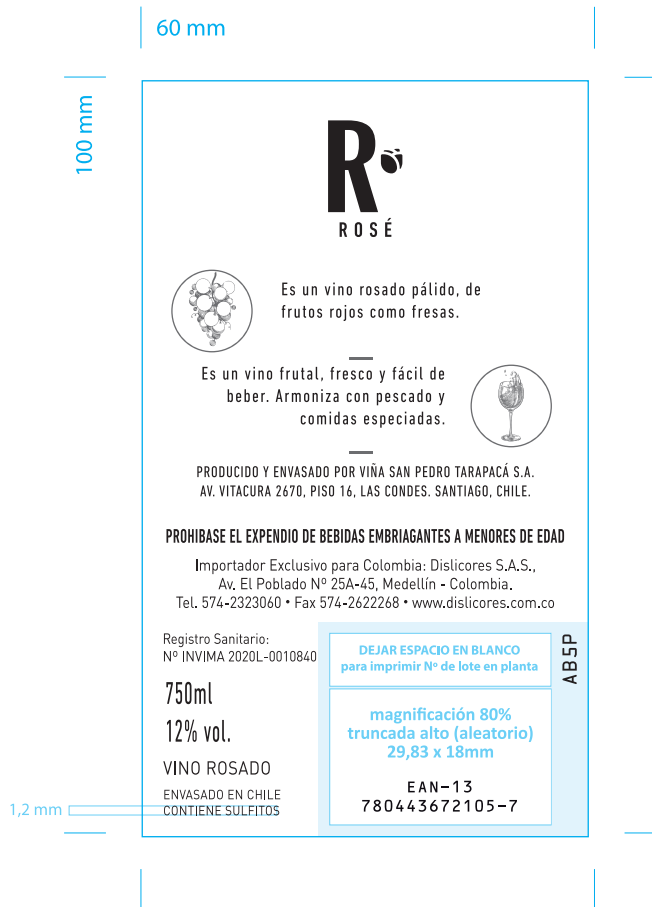 60 mm
100 mm
R
ROSÉ
Es un vino rosado pálido, de
frutos rojos como fresas.
Es un vino frutal, fresco y fácil de
beber. Armoniza con pescado y
comidas especiadas.
PRODUCIDO Y ENVASADO POR VIÑA SAN PEDRO TARAPACÁ S.A.
AV. VITACURA 2670, PISO 16, LAS CONDES. SANTIAGO, CHILE.
PROHIBASE EL EXPENDIO DE BEBIDAS EMBRIAGANTES A MENORES DE EDAD
Importador Exclusivo para Colombia: Dislicores S.A.S.,
Av. El Poblado Nº 25A-45, Medellín - Colombia.
Tel. 574-2323060 • Fax 574-2622268 • www.dislicores.com.co
Registro Sanitario:
Nº INVIMA 2020L-0010840
750ml
12% vol.
VINO ROSADO
ENVASADO EN CHILE
CONTIENE SULFITOS
1,2 mm
DEJAR ESPACIO EN BLANCO
para imprimir Nº de lote en planta
AB5P
magnificación 80%
truncada alto (aleatorio)
29,83 x 18mm
EAN-13
780443672105-7